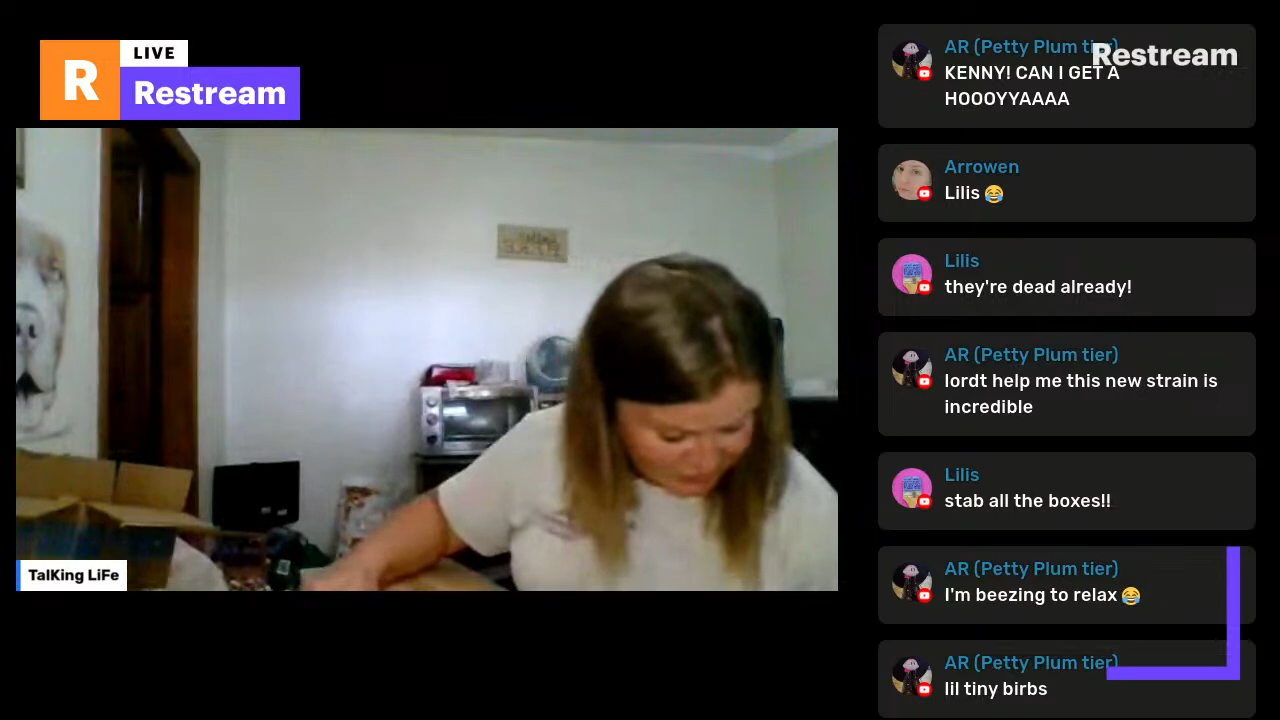 R
LIVE
Restream
TalKing LiFe
Restream
AR (Petty Plum tier)
KENNY! CAN I GET A
HOOOYYAAAA
Arrowen
Lilis 😂
Lilis
they're dead already!
AR (Petty Plum tier)
lordt help me this new strain is
incredible
Lilis
stab all the boxes!!
AR (Petty Plum tier)
I'm beezing to relax 😂
AR (Petty Plum tier)
lil tiny birbs